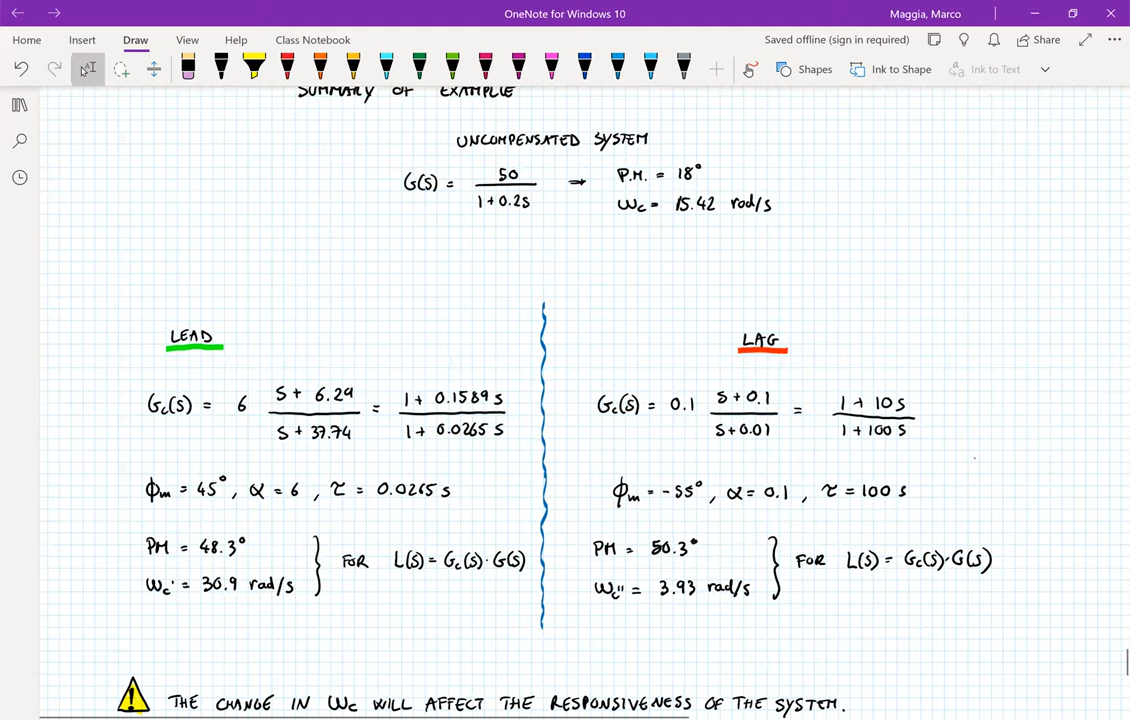 OneNote for Windows 10
Maggia, Marco
Home Insert Draw View Help Class Notebook
Saved offline (sign in required) Share
Shapes Ink to Shape Ink to Text
SUMMARY OF EXAMPLE
UNCOMPENSATED SYSTEM
G(S) = 50 / 1+0.2S → P.M. = 18°
ωc = 15.42 rad/s
LEAD
Gc(S) = 6 S + 6.29 / S + 37.74 = 1 + 0.1589 S / 1 + 0.0265 S
ϕm = 45°, α = 6, τ = 0.0265 s
PM = 48.3°
ωc' = 30.9 rad/s
} FOR L(S) = Gc(S)·G(S)
LAG
Gc(S) = 0.1 S + 0.1 / S + 0.01 = 1 + 10 S / 1 + 100 S
ϕm = -55°, α = 0.1, τ = 100 s
PM = 50.3°
ωc'' = 3.93 rad/s
} FOR L(S) = Gc(S)·G(S)
THE CHANGE IN ωc WILL AFFECT THE RESPONSIVENESS OF THE SYSTEM.